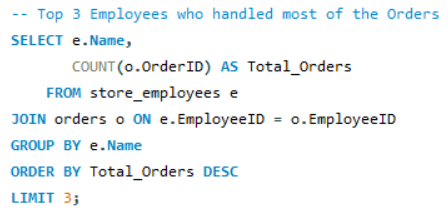 -- Top 3 Employees who handled most of the Orders
SELECT e.Name,
       COUNT(o.OrderID) AS Total_Orders
    FROM store_employees e
JOIN orders o ON e.EmployeeID = o.EmployeeID
GROUP BY e.Name
ORDER BY Total_Orders DESC
LIMIT 3;